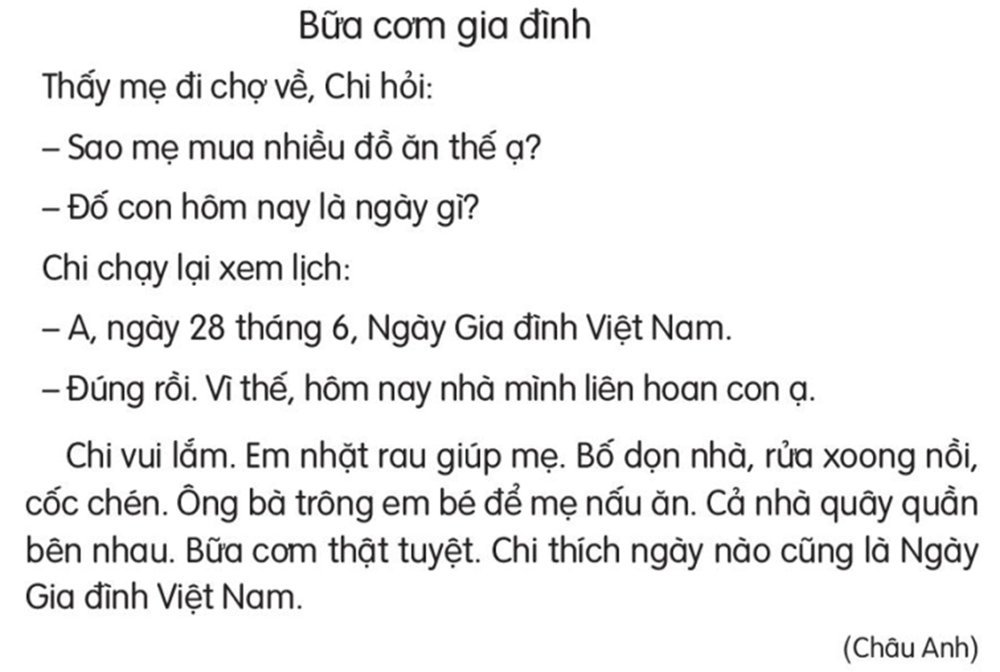 Bữa cơm gia đình
Thấy mẹ đi chợ về, Chi hỏi:
– Sao mẹ mua nhiều đồ ăn thế ạ?
– Đố con hôm nay là ngày gì?
Chi chạy lại xem lịch:
– A, ngày 28 tháng 6, Ngày Gia đình Việt Nam.
– Đúng rồi. Vì thế, hôm nay nhà mình liên hoan con ạ.
Chi vui lắm. Em nhặt rau giúp mẹ. Bố dọn nhà, rửa xoong nồi,
cốc chén. Ông bà trông em bé để mẹ nấu ăn. Cả nhà quây quần
bên nhau. Bữa cơm thật tuyệt. Chi thích ngày nào cũng là Ngày
Gia đình Việt Nam.
(Châu Anh)